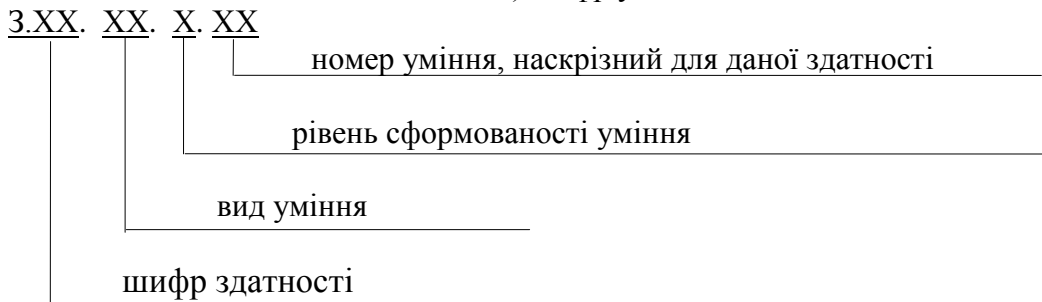 З.ХХ. ХХ. Х. ХХ
номер уміння, наскрізний для даної здатності
рівень сформованості уміння
вид уміння
шифр здатності